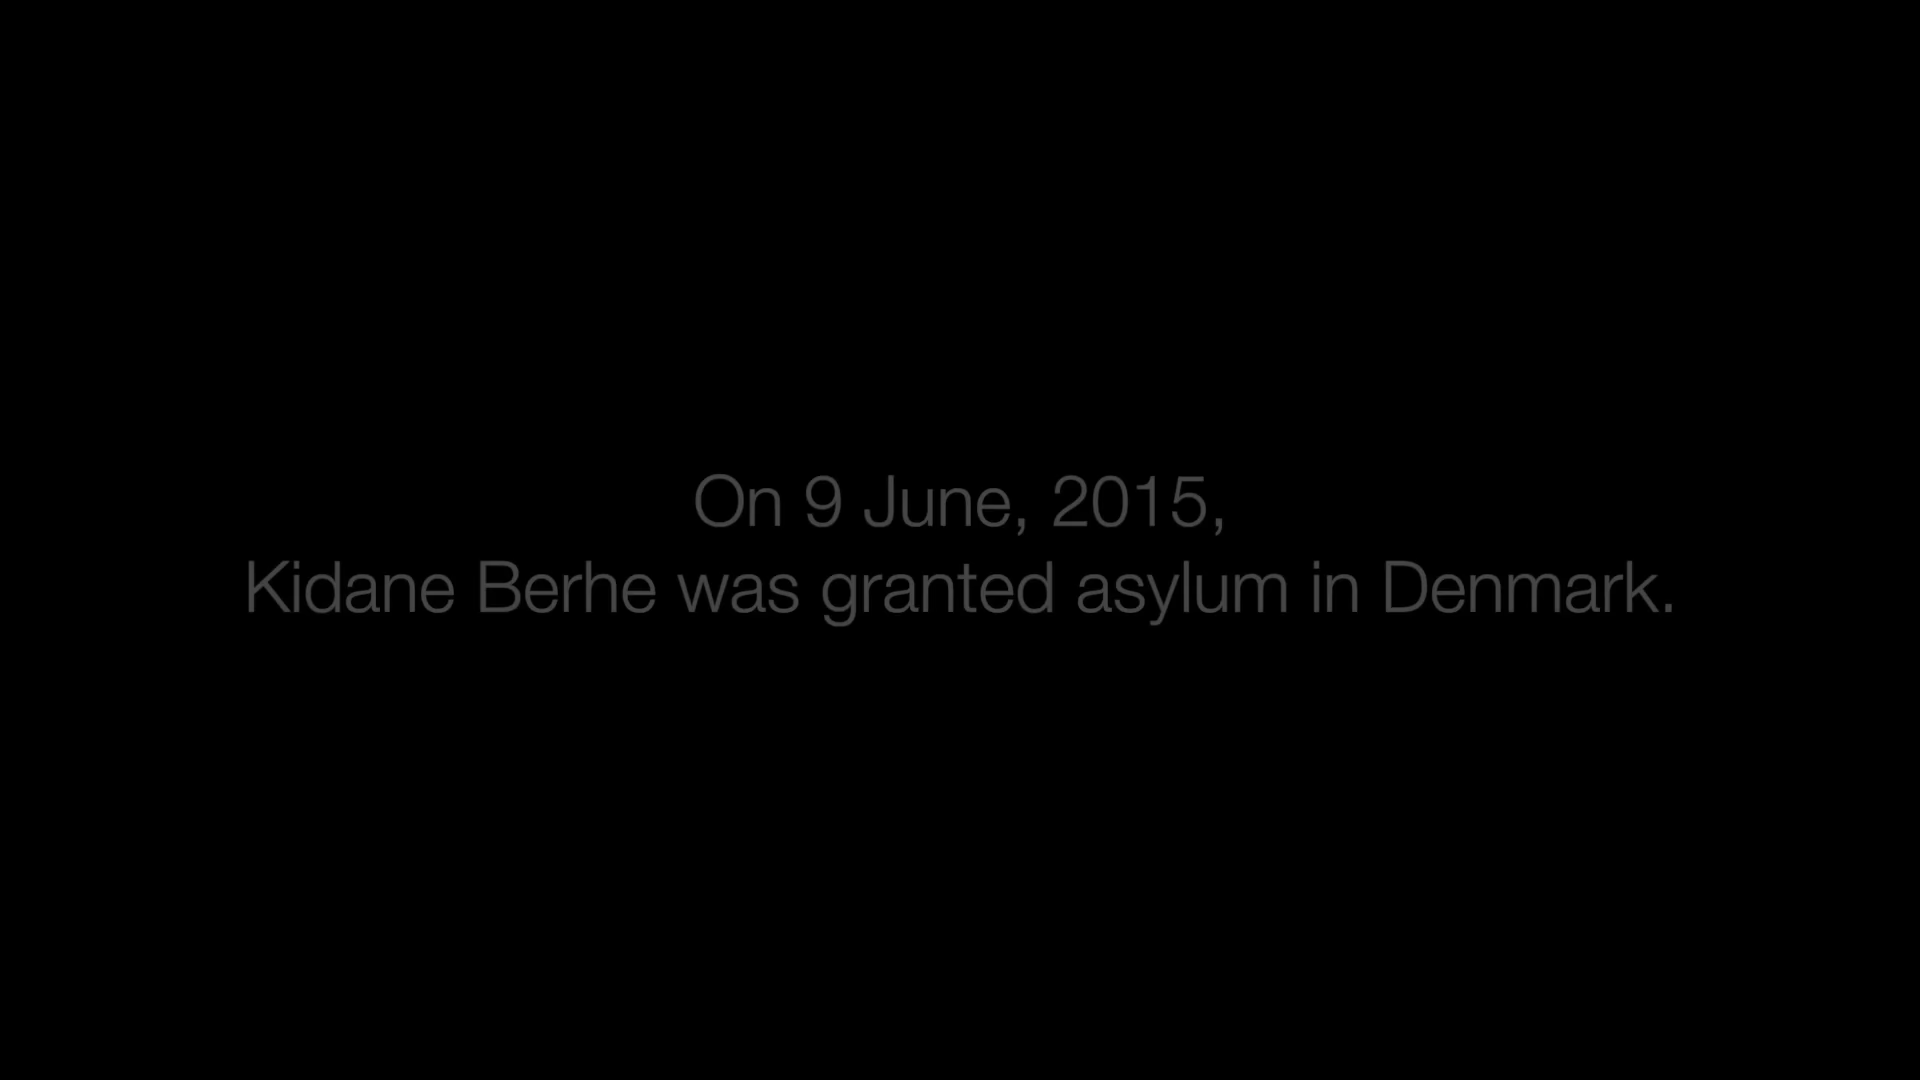 On 9 June, 2015,
Kidane Berhe was granted asylum in Denmark.